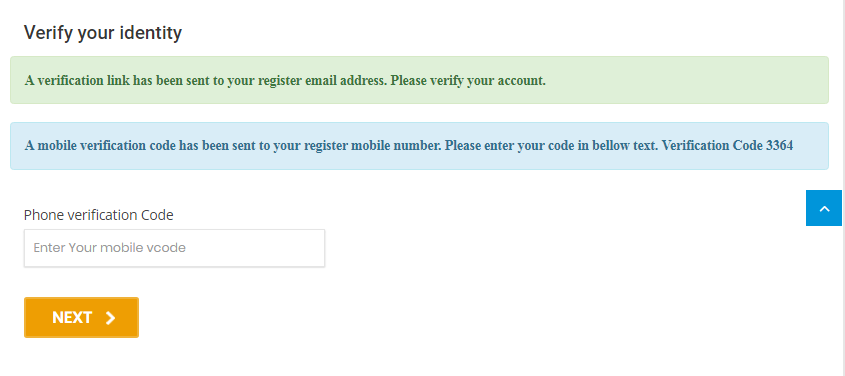 Verify your identity
A verification link has been sent to your register email address. Please verify your account.
A mobile verification code has been sent to your register mobile number. Please enter your code in bellow text. Verification Code 3364
Phone verification Code
Enter Your mobile vcode
NEXT